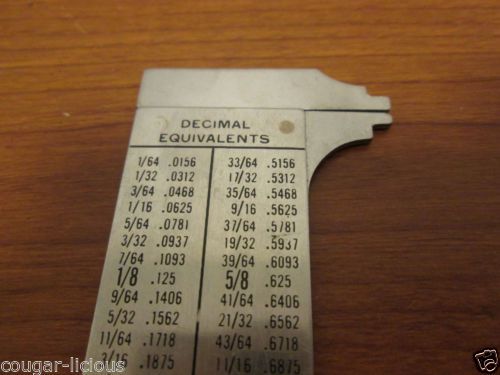 DECIMAL
EQUIVALENTS
1/64 .0156 33/64 .5156
1/32 .0312 17/32 .5312
3/64 .0468 35/64 .5468
1/16 .0625 9/16 .5625
5/64 .0781 37/64 .5781
3/32 .0937 19/32 .5937
7/64 .1093 39/64 .6093
1/8 .125 5/8 .625
9/64 .1406 41/64 .6406
5/32 .1562 21/32 .6562
11/64 .1718 43/64 .6718
3/16 .1875 11/16 .6875
cougar-licious